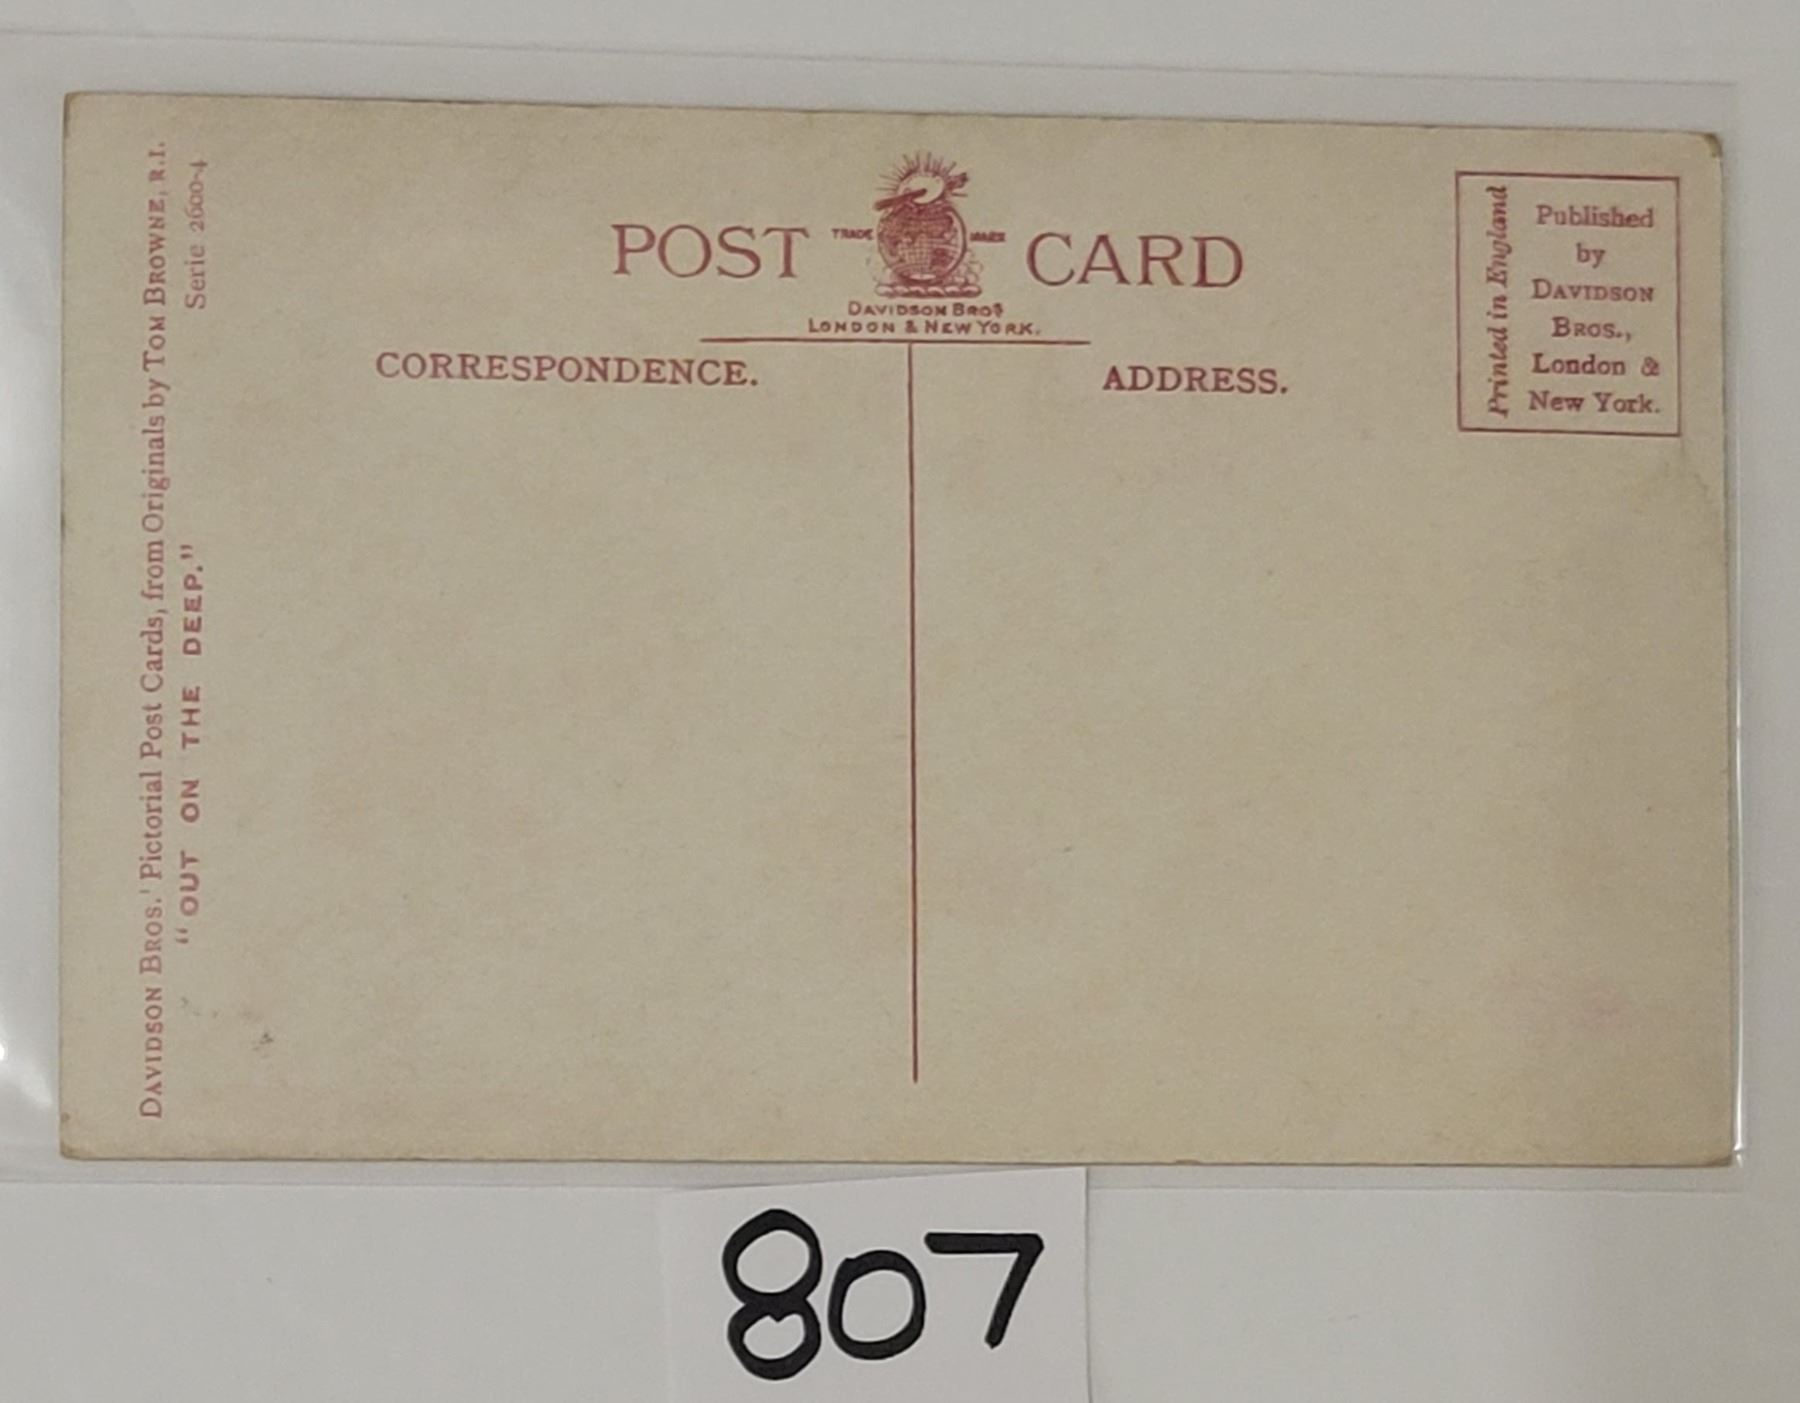 DAVIDSON BROS.' Pictorial Post Cards, from Originals by TOM BROWNE, R.I.
"OUT ON THE DEEP."
Serie 2600-4
POST CARD
TRADE MARK
DAVIDSON BROS
LONDON & NEW YORK.
CORRESPONDENCE.
ADDRESS.
Printed in England
Published
by
DAVIDSON
BROS.,
London &
New York.
807